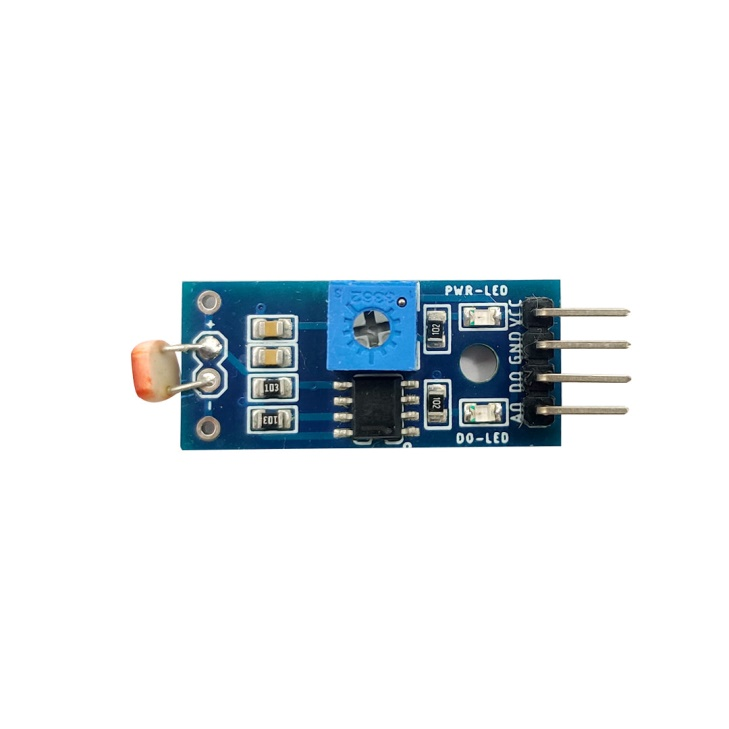 PWR-LED
VCC
GND
DO
AO
+
-
102
103
103
102
DO-LED